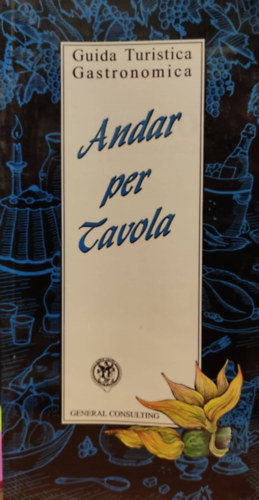 Guida Turistica
Gastronomica
Andar
per
Tavola
GENERAL CONSULTING